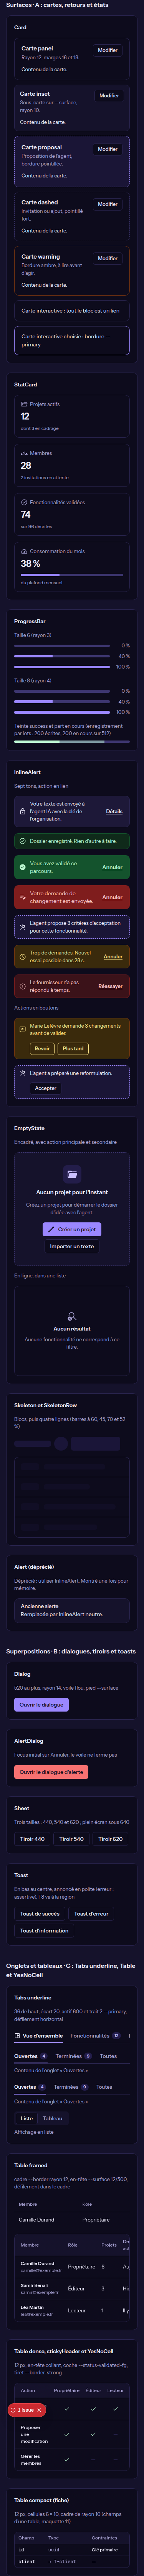 Surfaces · A : cartes, retours et états
Card
Carte panel
Rayon 12, marges 16 et 18.
Modifier
Contenu de la carte.
Carte inset
Sous-carte sur --surface,
rayon 10.
Modifier
Contenu de la carte.
Carte proposal
Proposition de l'agent,
bordure pointillée.
Modifier
Contenu de la carte.
Carte dashed
Invitation ou ajout, pointillé
fort.
Modifier
Contenu de la carte.
Carte warning
Bordure ambre, à lire avant
d'agir.
Modifier
Contenu de la carte.
Carte interactive : tout le bloc est un lien
Carte interactive choisie : bordure --
primary
StatCard
Projets actifs
12
dont 3 en cadrage
Membres
28
2 invitations en attente
Fonctionnalités validées
74
sur 96 décrites
Consommation du mois
38 %
du plafond mensuel
ProgressBar
Taille 6 (rayon 3)
0 %
40 %
100 %
Taille 8 (rayon 4)
0 %
40 %
100 %
Teinte success et part en cours (enregistrement
par lots : 200 écrites, 200 en cours sur 512)
InlineAlert
Sept tons, action en lien
Votre texte est envoyé à
l'agent IA avec la clé de
l'organisation.
Détails
Dossier enregistré. Rien d'autre à faire.
Vous avez validé ce
parcours.
Annuler
Votre demande de
changement est envoyée.
Annuler
L'agent propose 3 critères d'acceptation
pour cette fonctionnalité.
Trop de demandes. Nouvel
essai possible dans 28 s.
Annuler
Le fournisseur n'a pas
répondu à temps.
Réessayer
Actions en boutons
Marie Lefèvre demande 3 changements
avant de valider.
Revoir
Plus tard
L'agent a préparé une reformulation.
Accepter
EmptyState
Encadré, avec action principale et secondaire
Aucun projet pour l'instant
Créez un projet pour démarrer le dossier
d'idée avec l'agent.
Créer un projet
Importer un texte
En ligne, dans une liste
Aucun résultat
Aucune fonctionnalité ne correspond à ce
filtre.
Skeleton et SkeletonRow
Blocs, puis quatre lignes (barres à 60, 45, 70 et 52
%)
Alert (déprécié)
Déprécié : utiliser InlineAlert. Montré une fois pour
mémoire.
Ancienne alerte
Remplacée par InlineAlert neutre.
Superpositions · B : dialogues, tiroirs et toasts
Dialog
520 au plus, rayon 14, voile flou, pied --surface
Ouvrir le dialogue
AlertDialog
Focus initial sur Annuler, le voile ne ferme pas
Ouvrir le dialogue d'alerte
Sheet
Trois tailles : 440, 540 et 620 ; plein écran sous 640
Tiroir 440
Tiroir 540
Tiroir 620
Toast
En bas au centre, annoncé en polite (erreur :
assertive), F8 va à la région
Toast de succès
Toast d'erreur
Toast d'information
Onglets et tableaux · C : Tabs underline, Table
et YesNoCell
Tabs underline
36 de haut, écart 20, actif 600 et trait 2 --primary,
défilement horizontal
Vue d'ensemble
Fonctionnalités
12
Ouvertes
4
Terminées
9
Toutes
Contenu de l'onglet « Ouvertes »
Ouvertes
4
Terminées
9
Toutes
Contenu de l'onglet « Ouvertes »
Liste
Tableau
Affichage en liste
Table framed
cadre --border rayon 12, en-tête --surface 12/500,
défilement dans le cadre
Membre
Rôle
Camille Durand
Propriétaire
Membre
Rôle
Projets
Camille Durand
camille@exemple.fr
Propriétaire
6
Samir Benali
samir@exemple.fr
Éditeur
3
Léa Martin
lea@exemple.fr
Lecteur
1
Table dense, stickyHeader et YesNoCell
12 px, en-tête collant, coche --status-validated-fg,
tiret --border-strong
Action
Propriétaire
Éditeur
Lecteur
1 Issue
Proposer
une
modification
Gérer les
membres
Table compact (fiche)
12 px, cellules 6 × 10, cadre de rayon 10 (champs
d'une table, maquette 11)
Champ
Type
Contraintes
id
uuid
Clé primaire
client
→ T-client
—